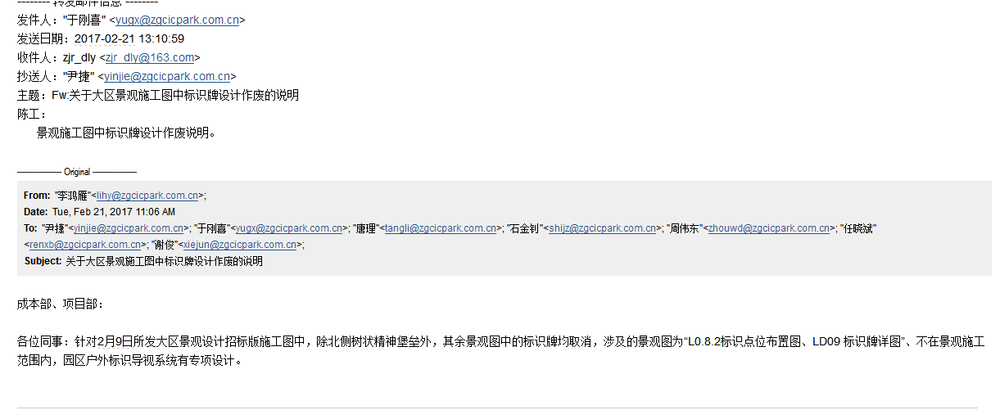 -------- 转发邮件信息 --------
发件人："于刚喜" <yugx@zgcicpark.com.cn>
发送日期：2017-02-21 13:10:59
收件人：zjr_dly <zjr_dly@163.com>
抄送人："尹捷" <yinjie@zgcicpark.com.cn>
主题：Fw:关于大区景观施工图中标识牌设计作废的说明
陈工：
景观施工图中标识牌设计作废说明。
------------------ Original ------------------
From: "李鸿雁"<lihy@zgcicpark.com.cn>;
Date: Tue, Feb 21, 2017 11:06 AM
To: "尹捷"<yinjie@zgcicpark.com.cn>; "于刚喜"<yugx@zgcicpark.com.cn>; "唐理"<tangli@zgcicpark.com.cn>; "石金钊"<shijz@zgcicpark.com.cn>; "周伟东"<zhouwd@zgcicpark.com.cn>; "任晓斌"
<renxb@zgcicpark.com.cn>; "谢俊"<xiejun@zgcicpark.com.cn>;
Subject: 关于大区景观施工图中标识牌设计作废的说明
成本部、项目部：
各位同事：针对2月9日所发大区景观设计招标版施工图中，除北侧树状精神堡垒外，其余景观图中的标识牌均取消，涉及的景观图为“L0.8.2标识点位布置图、LD09 标识牌详图”、不在景观施工
范围内，园区户外标识导视系统有专项设计。